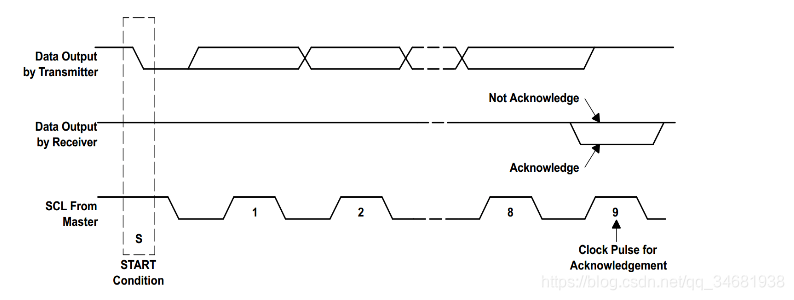 Data Output
by Transmitter
Not Acknowledge
Data Output
by Receiver
Acknowledge
SCL From
Master
1
2
8
9
S
START
Condition
Clock Pulse for
Acknowledgement
https://blog.csdn.net/qq_34681938